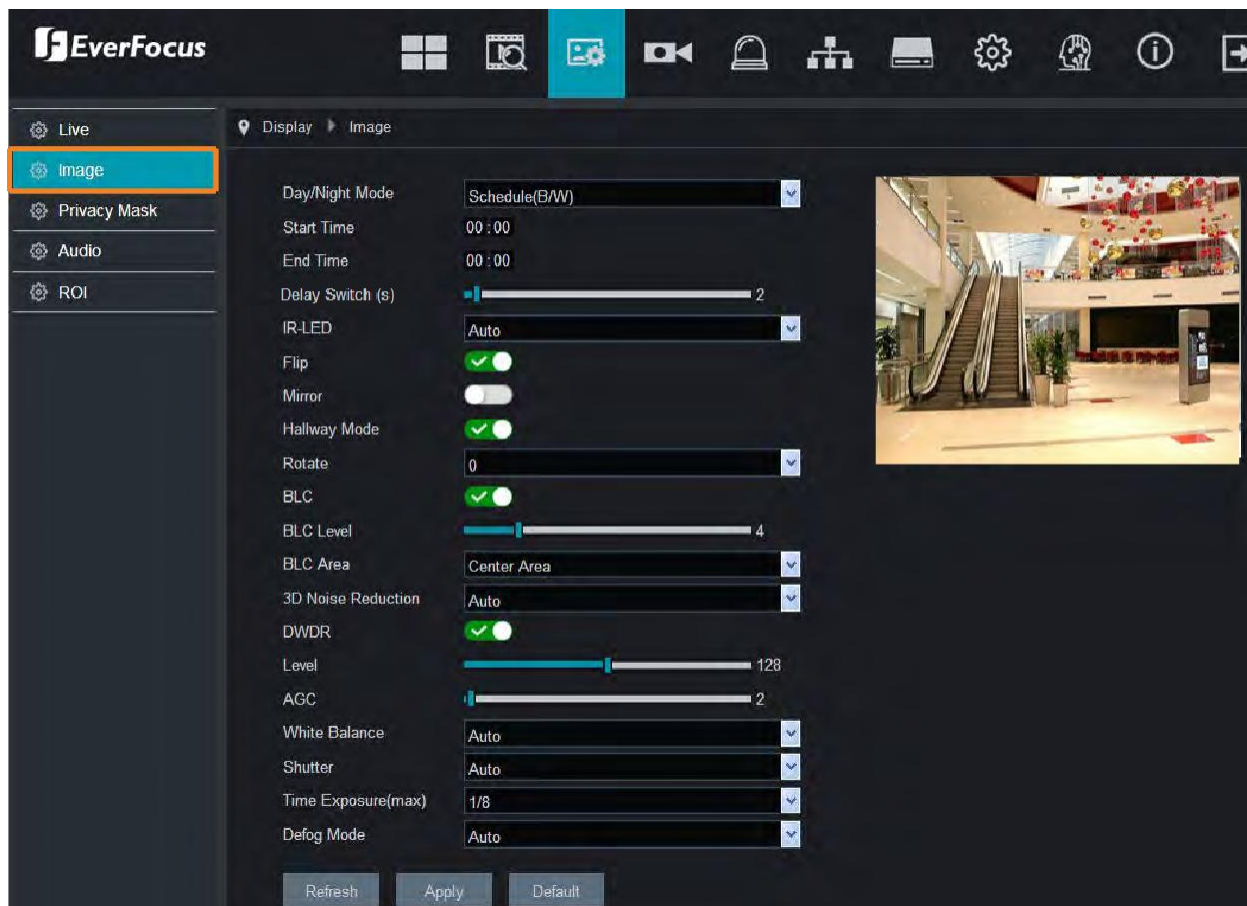 EverFocus
Live
Image
Privacy Mask
Audio
ROI
Display Image
Day/Night Mode Schedule(B/W)
Start Time 00:00
End Time 00:00
Delay Switch (s) 2
IR-LED Auto
Flip
Mirror
Hallway Mode
Rotate 0
BLC
BLC Level 4
BLC Area Center Area
3D Noise Reduction Auto
DWDR
Level 128
AGC 2
White Balance Auto
Shutter Auto
Time Exposure(max) 1/8
Defog Mode Auto
Refresh Apply Default